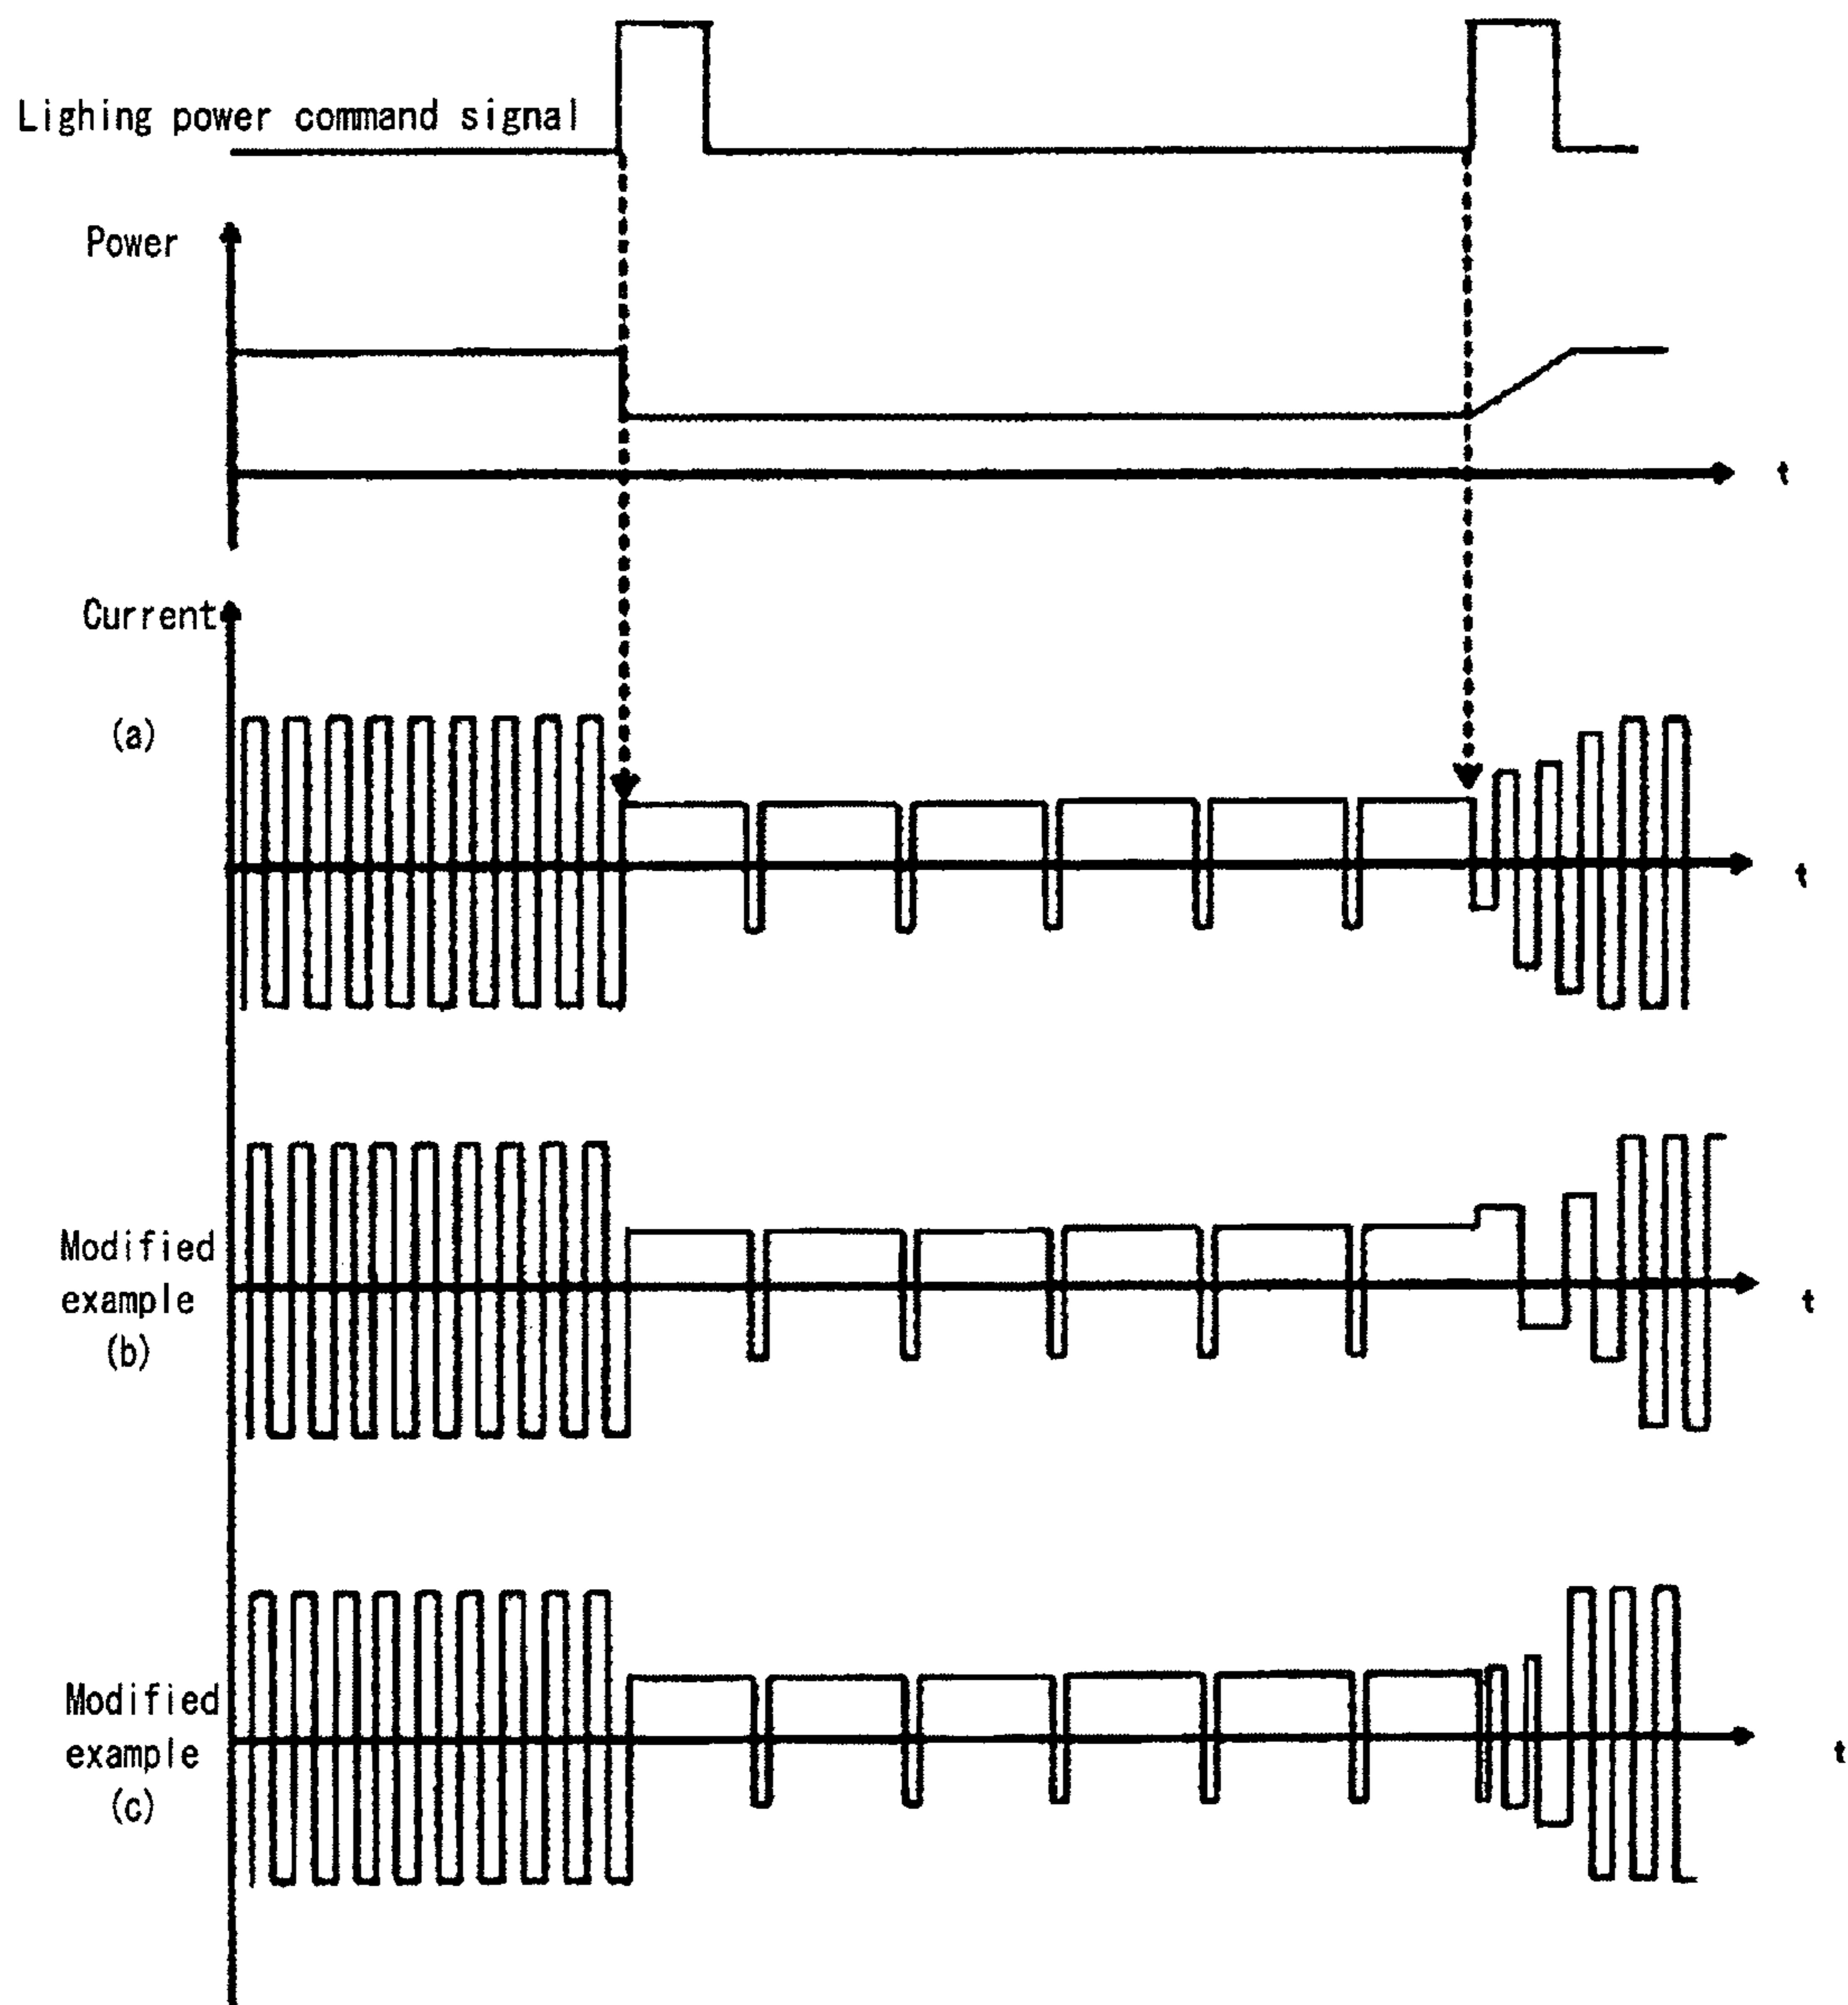 Lighing power command signal
Power
t
Current
(a)
t
Modified
example
(b)
t
Modified
example
(c)
t